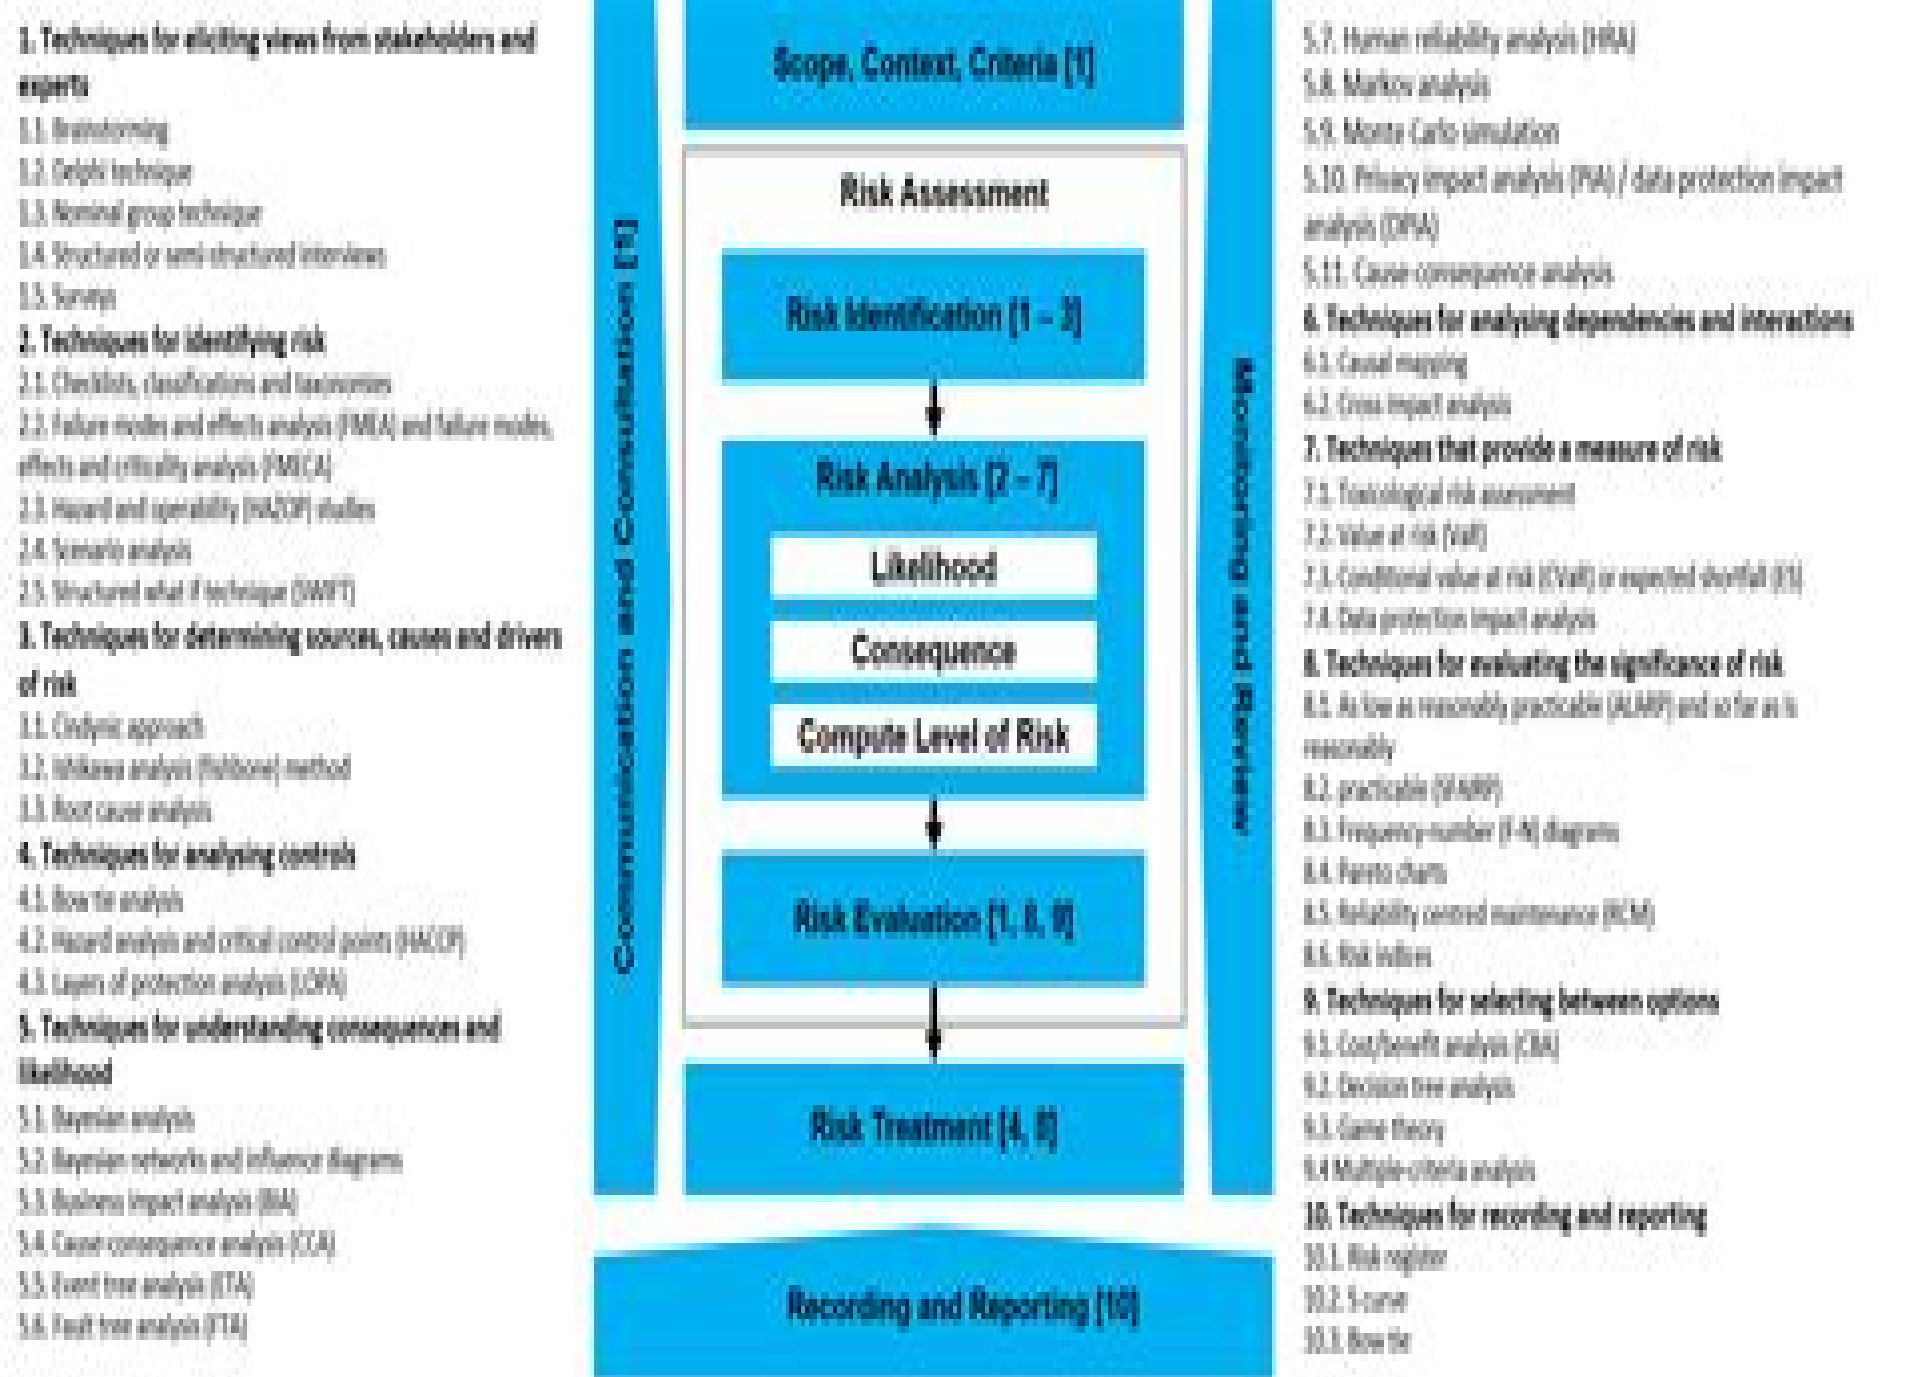 1. Techniques for eliciting views from stakeholders and
experts
1.1. Brainstorming
1.2. Delphi technique
1.3. Nominal group technique
1.4. Structured or semi-structured interviews
1.5. Surveys
2. Techniques for identifying risk
2.1. Checklists, classifications and taxonomies
2.2. Failure modes and effects analysis (FMEA) and failure modes,
effects and criticality analysis (FMECA)
2.3. Hazard and operability (HAZOP) studies
2.4. Scenario analysis
2.5. Structured what if technique (SWIFT)
3. Techniques for determining sources, causes and drivers
of risk
3.1. Cindynic approach
3.2. Ishikawa analysis (fishbone) method
3.3. Root cause analysis
4. Techniques for analysing controls
4.1. Bow tie analysis
4.2. Hazard analysis and critical control points (HACCP)
4.3. Layers of protection analysis (LOPA)
5. Techniques for understanding consequences and
likelihood
5.1. Bayesian analysis
5.2. Bayesian networks and influence diagrams
5.3. Business impact analysis (BIA)
5.4. Cause-consequence analysis (CCA)
5.5. Event tree analysis (ETA)
5.6. Fault tree analysis (FTA)
Communication and Consultation [1]
Scope, Context, Criteria [1]
Risk Assessment
Risk Identification [1 – 3]
Risk Analysis [2 – 7]
Likelihood
Consequence
Compute Level of Risk
Risk Evaluation [1, 8, 9]
Risk Treatment [4, 8]
Recording and Reporting [10]
Monitoring and Review
5.7. Human reliability analysis (HRA)
5.8. Markov analysis
5.9. Monte Carlo simulation
5.10. Privacy impact analysis (PIA) / data protection impact
analysis (DPIA)
5.11. Cause-consequence analysis
6. Techniques for analysing dependencies and interactions
6.1. Causal mapping
6.2. Cross impact analysis
7. Techniques that provide a measure of risk
7.1. Toxicological risk assessment
7.2. Value at risk (VaR)
7.3. Conditional value at risk (CVaR) or expected shortfall (ES)
7.4. Data protection impact analysis
8. Techniques for evaluating the significance of risk
8.1. As low as reasonably practicable (ALARP) and so far as is
reasonably
8.2. practicable (SFAIRP)
8.3. Frequency-number (F-N) diagrams
8.4. Pareto charts
8.5. Reliability centred maintenance (RCM)
8.6. Risk indices
9. Techniques for selecting between options
9.1. Cost/benefit analysis (CBA)
9.2. Decision tree analysis
9.3. Game theory
9.4 Multiple-criteria analysis
10. Techniques for recording and reporting
10.1. Risk register
10.2. S-curve
10.3. Bow tie